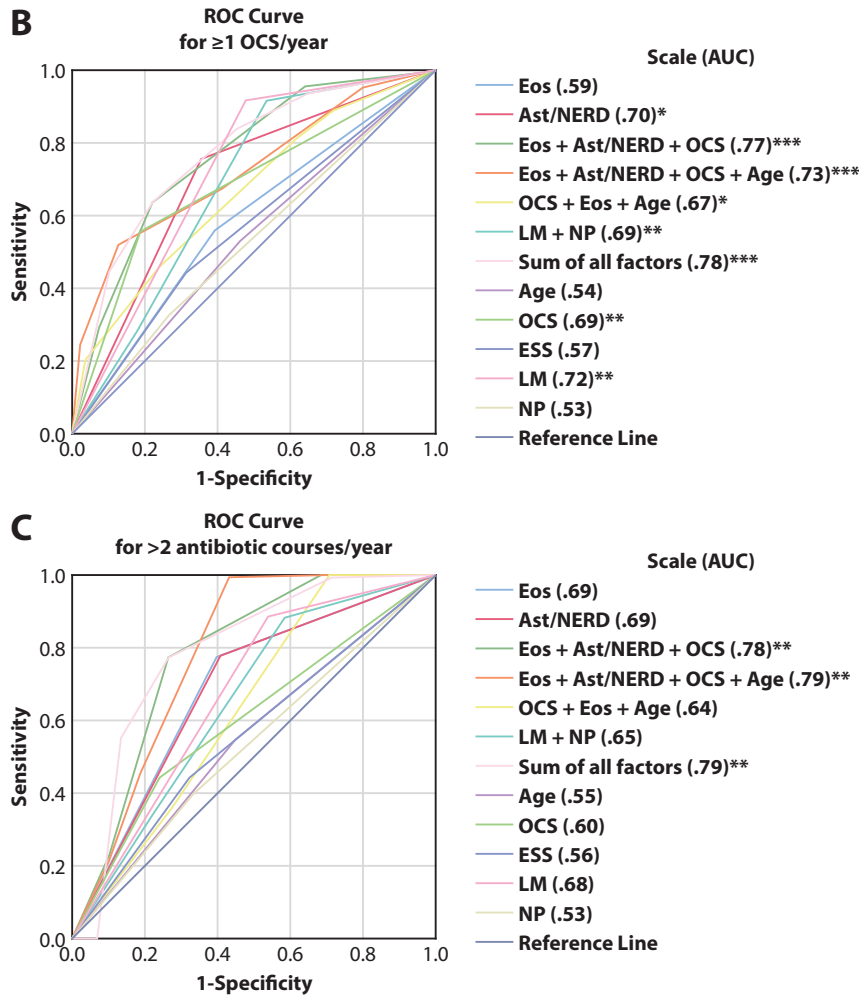 B
ROC Curve
for ≥1 OCS/year
Sensitivity
1.0
0.8
0.6
0.4
0.2
0.0
0.0 0.2 0.4 0.6 0.8 1.0
1-Specificity
Scale (AUC)
Eos (.59)
Ast/NERD (.70)*
Eos + Ast/NERD + OCS (.77)***
Eos + Ast/NERD + OCS + Age (.73)***
OCS + Eos + Age (.67)*
LM + NP (.69)**
Sum of all factors (.78)***
Age (.54)
OCS (.69)**
ESS (.57)
LM (.72)**
NP (.53)
Reference Line
C
ROC Curve
for >2 antibiotic courses/year
Sensitivity
1.0
0.8
0.6
0.4
0.2
0.0
0.0 0.2 0.4 0.6 0.8 1.0
1-Specificity
Scale (AUC)
Eos (.69)
Ast/NERD (.69)
Eos + Ast/NERD + OCS (.78)**
Eos + Ast/NERD + OCS + Age (.79)**
OCS + Eos + Age (.64)
LM + NP (.65)
Sum of all factors (.79)**
Age (.55)
OCS (.60)
ESS (.56)
LM (.68)
NP (.53)
Reference Line